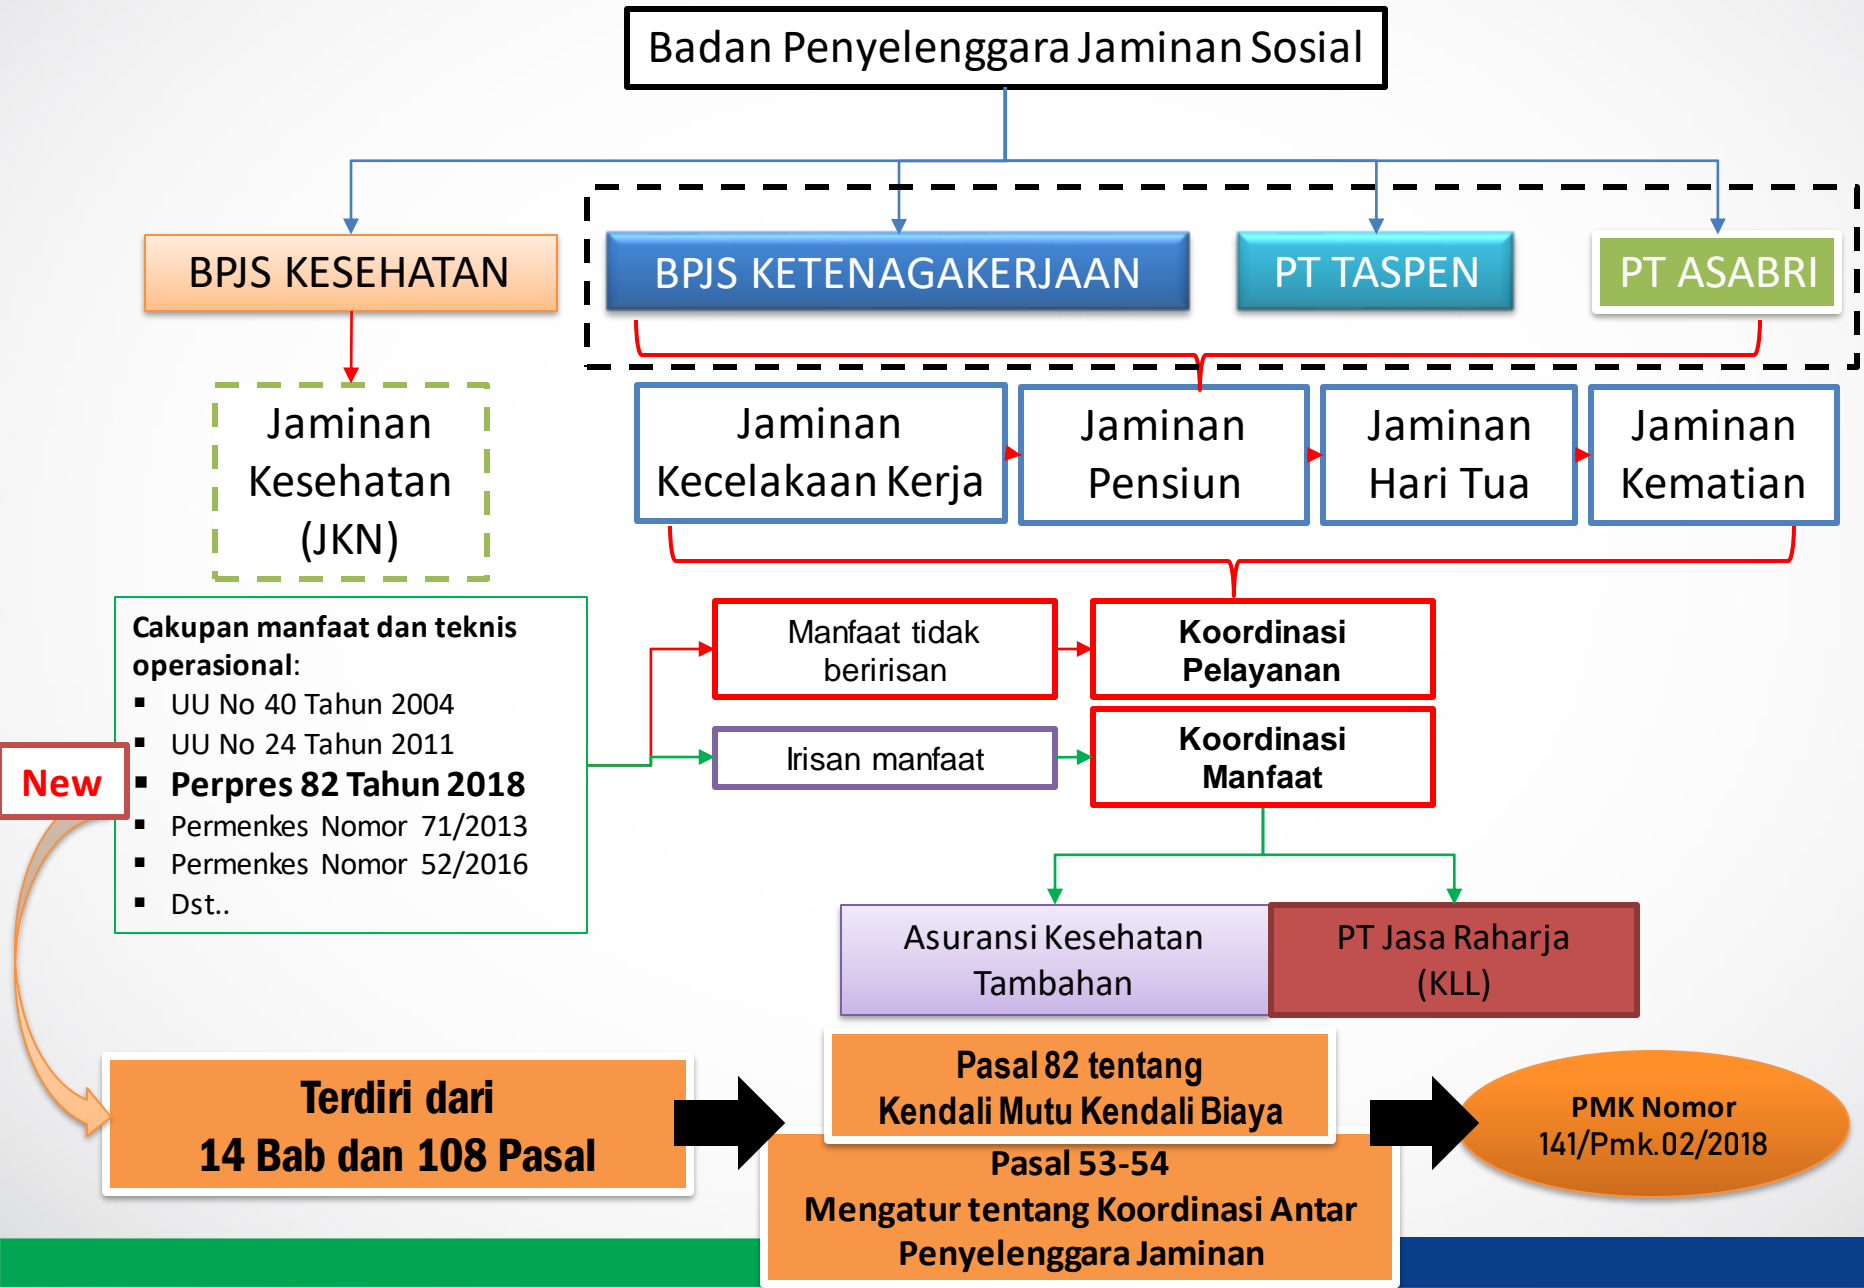 Badan Penyelenggara Jaminan Sosial
BPJS KESEHATAN
BPJS KETENAGAKERJAAN
PT TASPEN
PT ASABRI
Jaminan
Kesehatan
(JKN)
Jaminan
Kecelakaan Kerja
Jaminan
Pensiun
Jaminan
Hari Tua
Jaminan
Kematian
Cakupan manfaat dan teknis
operasional:
▪ UU No 40 Tahun 2004
▪ UU No 24 Tahun 2011
▪ Perpres 82 Tahun 2018
▪ Permenkes Nomor 71/2013
▪ Permenkes Nomor 52/2016
▪ Dst..
New
Manfaat tidak
beririsan
Koordinasi
Pelayanan
Irisan manfaat
Koordinasi
Manfaat
Asuransi Kesehatan
Tambahan
PT Jasa Raharja
(KLL)
Terdiri dari
14 Bab dan 108 Pasal
Pasal 82 tentang
Kendali Mutu Kendali Biaya
Pasal 53-54
Mengatur tentang Koordinasi Antar
Penyelenggara Jaminan
PMK Nomor
141/Pmk.02/2018